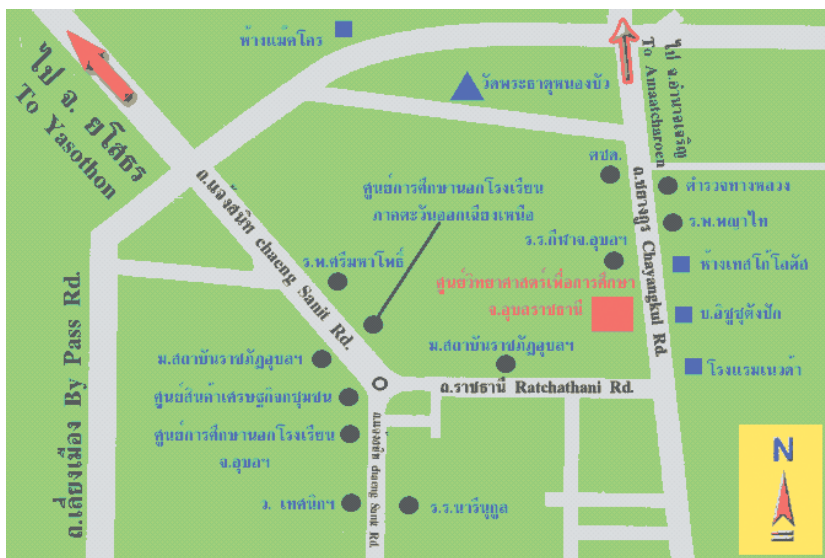 ห้างแม็คโคร
วัดพระธาตุหนองบัว
ไป จ. ยโสธร
To Yasothon
ไป จ.อำนาจเจริญ
To Amaatcharoen
ตชด.
ตำรวจทางหลวง
ร.พ.พญาไท
ศูนย์การศึกษานอกโรงเรียน
ภาคตะวันออกเฉียงเหนือ
ถ.แจ้งสนิท chaeng Sanit Rd.
ร.ร.กีฬาจ.อุบลฯ
ถ.ชยางกูร Chayangkul Rd.
ร.พ.ศรีมหาโพธิ์
ห้างเทสโก้โลตัส
ศูนย์วิทยาศาสตร์เพื่อการศึกษา
จ.อุบลราชธานี
บ.อีซูซุตังปัก
ม.สถาบันราชภัฏอุบลฯ
ม.สถาบันราชภัฏอุบลฯ
โรงแรมเนวด้า
ถ.ราชธานี Ratchathani Rd.
ศูนย์สินค้าเศรษฐกิจกชุมชน
ศูนย์การศึกษานอกโรงเรียน
จ.อุบลฯ
ถ.แจ้งสนิท chaeng Sanit Rd.
ถ.เลี่ยงเมือง By Pass Rd.
ว. เทคนิกฯ
ร.ร.นารีนุกูล
N